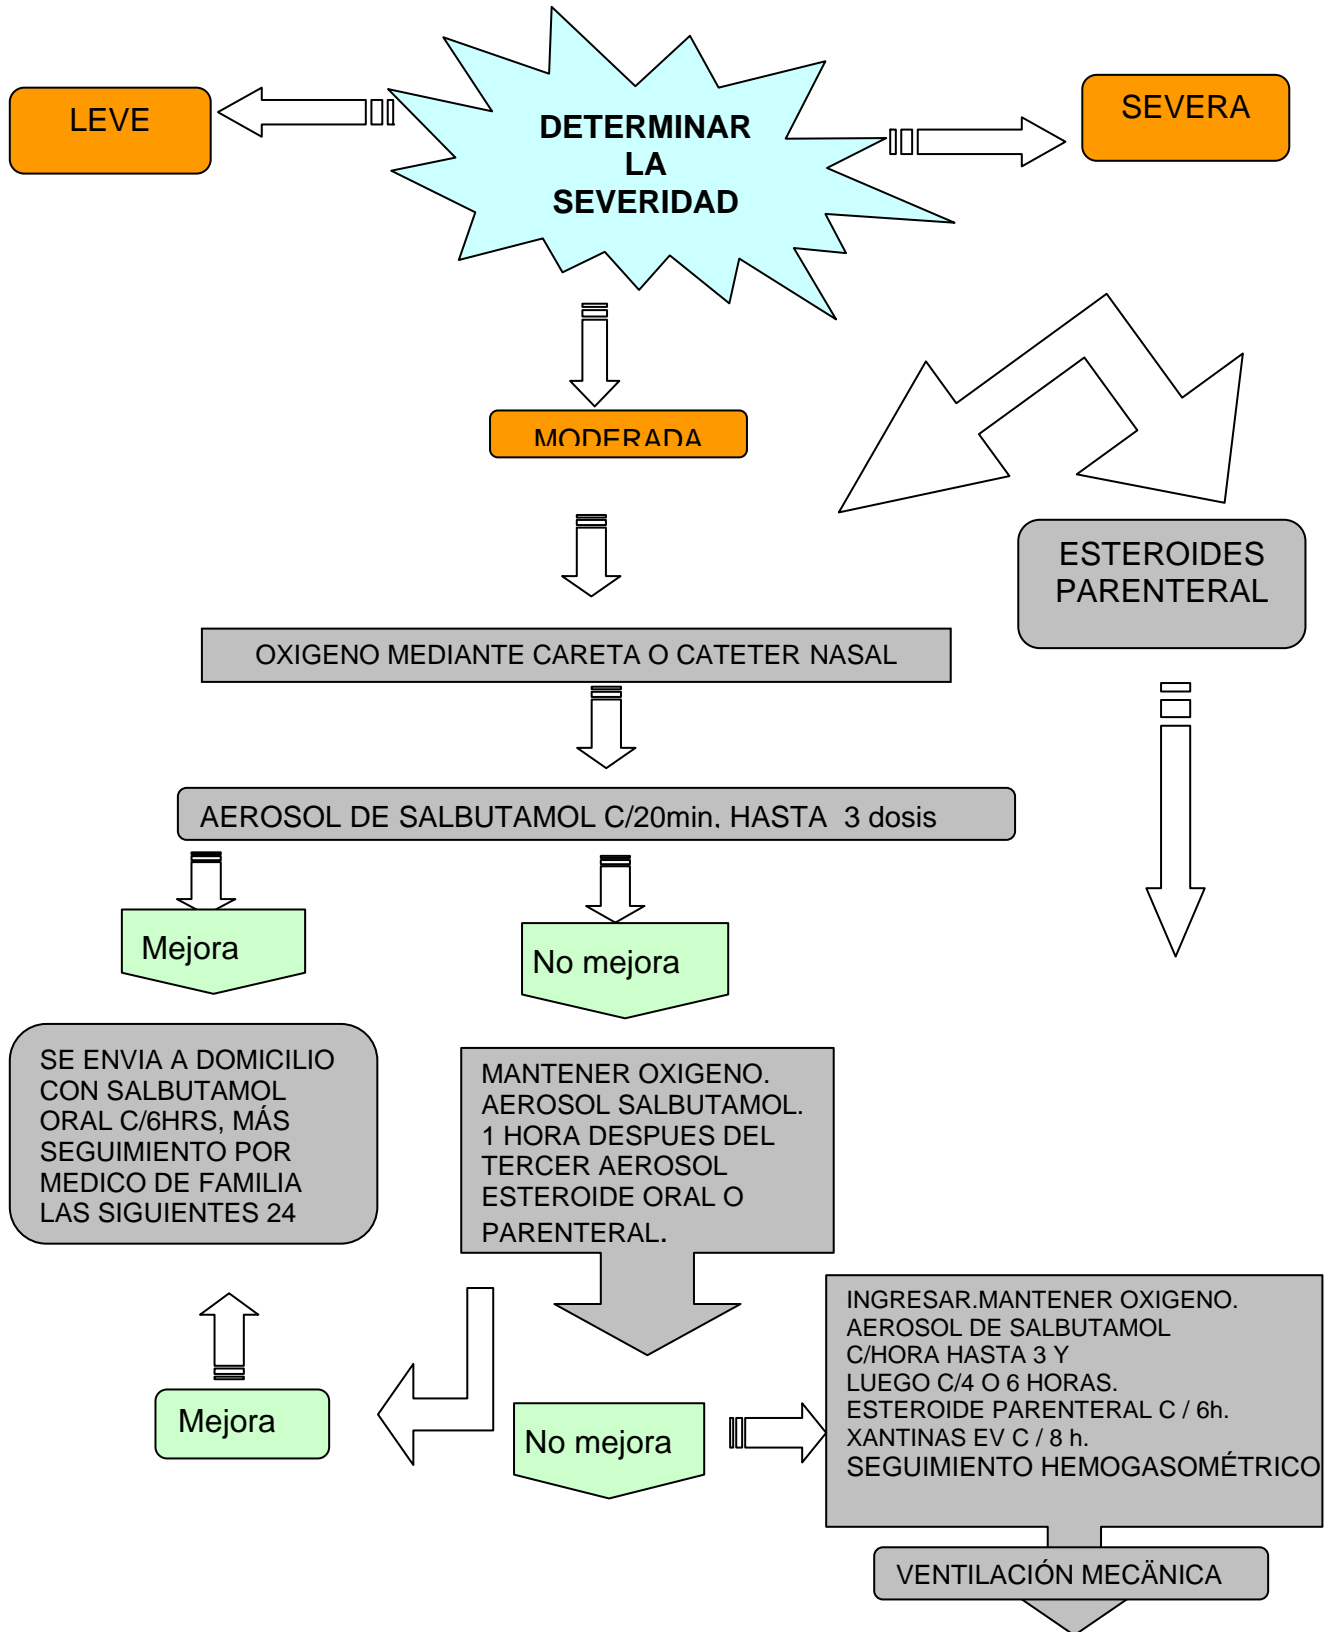 DETERMINAR
LA
SEVERIDAD
LEVE
SEVERA
MODERADA
ESTEROIDES
PARENTERAL
OXIGENO MEDIANTE CARETA O CATETER NASAL
AEROSOL DE SALBUTAMOL C/20min. HASTA 3 dosis
Mejora
No mejora
SE ENVIA A DOMICILIO
CON SALBUTAMOL
ORAL C/6HRS, MÁS
SEGUIMIENTO POR
MEDICO DE FAMILIA
LAS SIGUIENTES 24
MANTENER OXIGENO.
AEROSOL SALBUTAMOL.
1 HORA DESPUES DEL
TERCER AEROSOL
ESTEROIDE ORAL O
PARENTERAL.
Mejora
No mejora
INGRESAR.MANTENER OXIGENO.
AEROSOL DE SALBUTAMOL
C/HORA HASTA 3 Y
LUEGO C/4 O 6 HORAS.
ESTEROIDE PARENTERAL C / 6h.
XANTINAS EV C / 8 h.
SEGUIMIENTO HEMOGASOMÉTRICO
VENTILACIÓN MECÄNICA